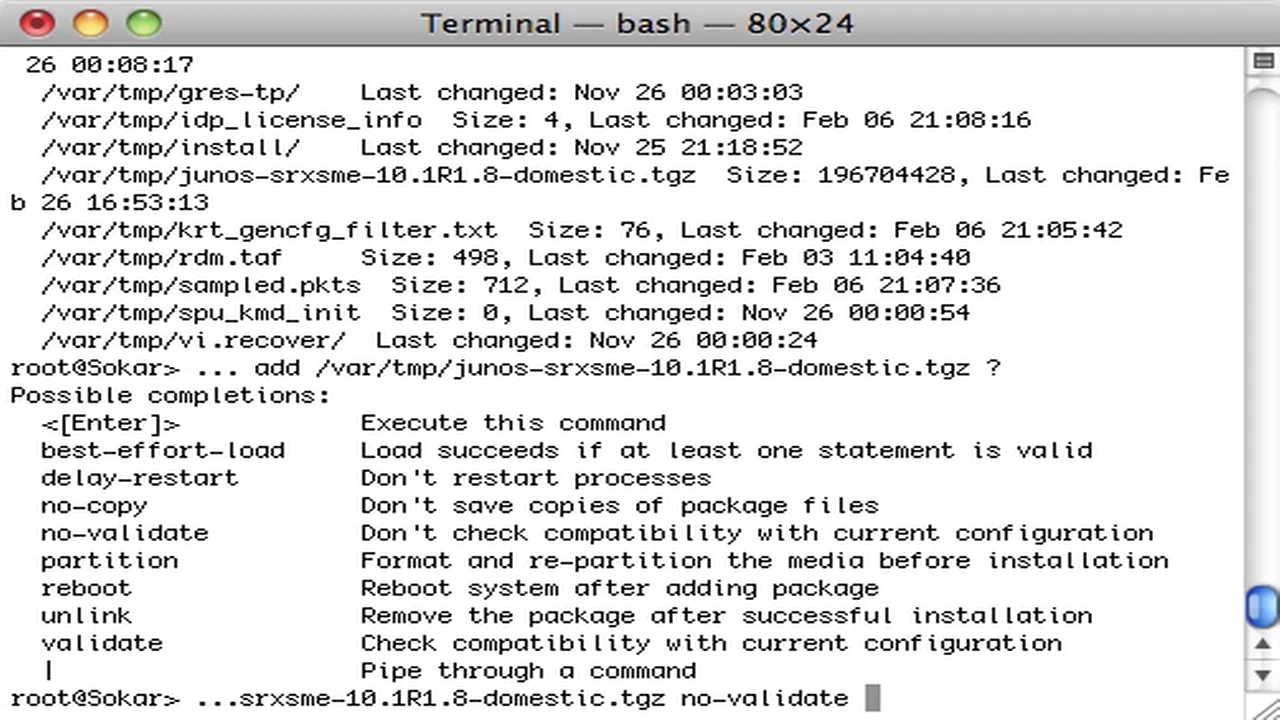 Terminal — bash — 80×24
26 00:08:17
/var/tmp/gres-tp/    Last changed: Nov 26 00:03:03
/var/tmp/idp_license_info  Size: 4, Last changed: Feb 06 21:08:16
/var/tmp/install/    Last changed: Nov 25 21:18:52
/var/tmp/junos-srxsme-10.1R1.8-domestic.tgz  Size: 196704428, Last changed: Fe
b 26 16:53:13
/var/tmp/krt_gencfg_filter.txt  Size: 76, Last changed: Feb 06 21:05:42
/var/tmp/rdm.taf     Size: 498, Last changed: Feb 03 11:04:40
/var/tmp/sampled.pkts  Size: 712, Last changed: Feb 06 21:07:36
/var/tmp/spu_kmd_init  Size: 0, Last changed: Nov 26 00:00:54
/var/tmp/vi.recover/  Last changed: Nov 26 00:00:24
root@Sokar> ... add /var/tmp/junos-srxsme-10.1R1.8-domestic.tgz ?
Possible completions:
<[Enter]>            Execute this command
best-effort-load     Load succeeds if at least one statement is valid
delay-restart        Don't restart processes
no-copy              Don't save copies of package files
no-validate          Don't check compatibility with current configuration
partition            Format and re-partition the media before installation
reboot               Reboot system after adding package
unlink               Remove the package after successful installation
validate             Check compatibility with current configuration
|                    Pipe through a command
root@Sokar> ...srxsme-10.1R1.8-domestic.tgz no-validate